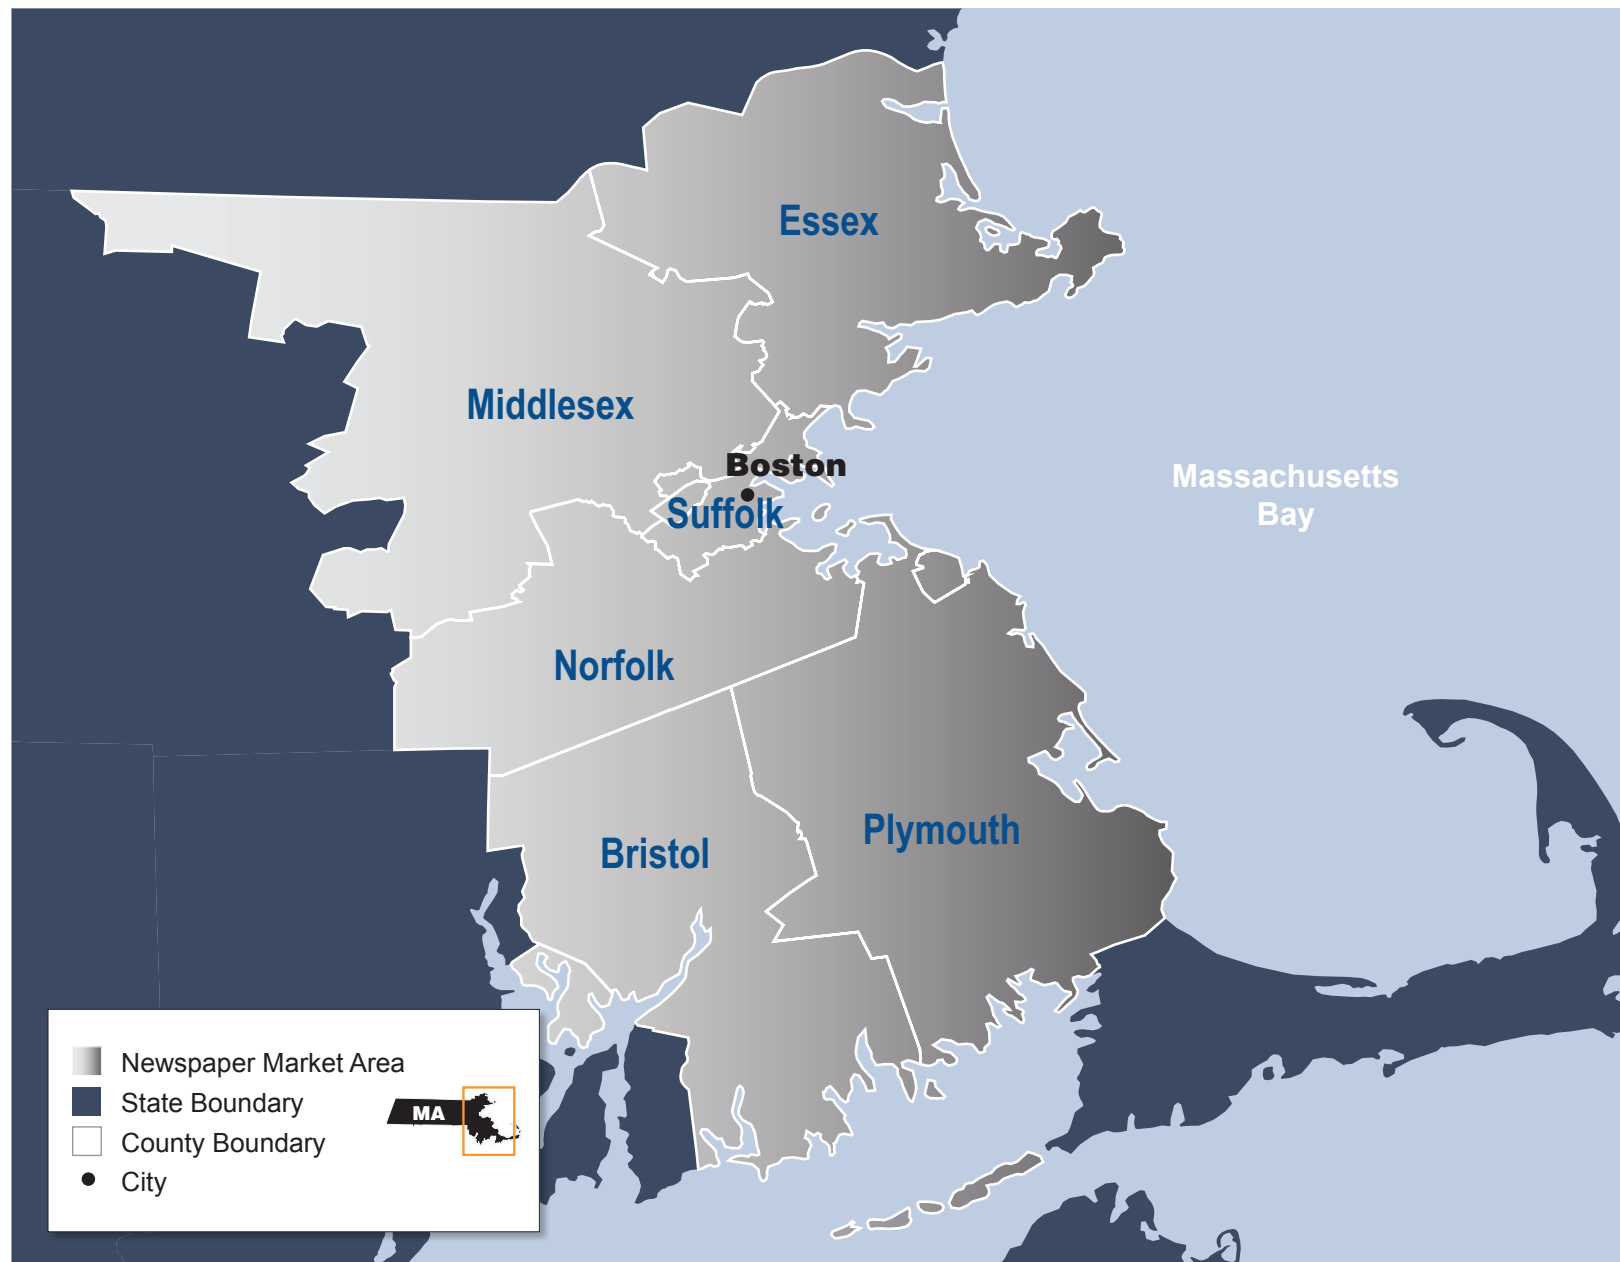 Essex
Middlesex
Boston
Suffolk
Massachusetts
Bay
Norfolk
Plymouth
Bristol
Newspaper Market Area
State Boundary
County Boundary
City
MA